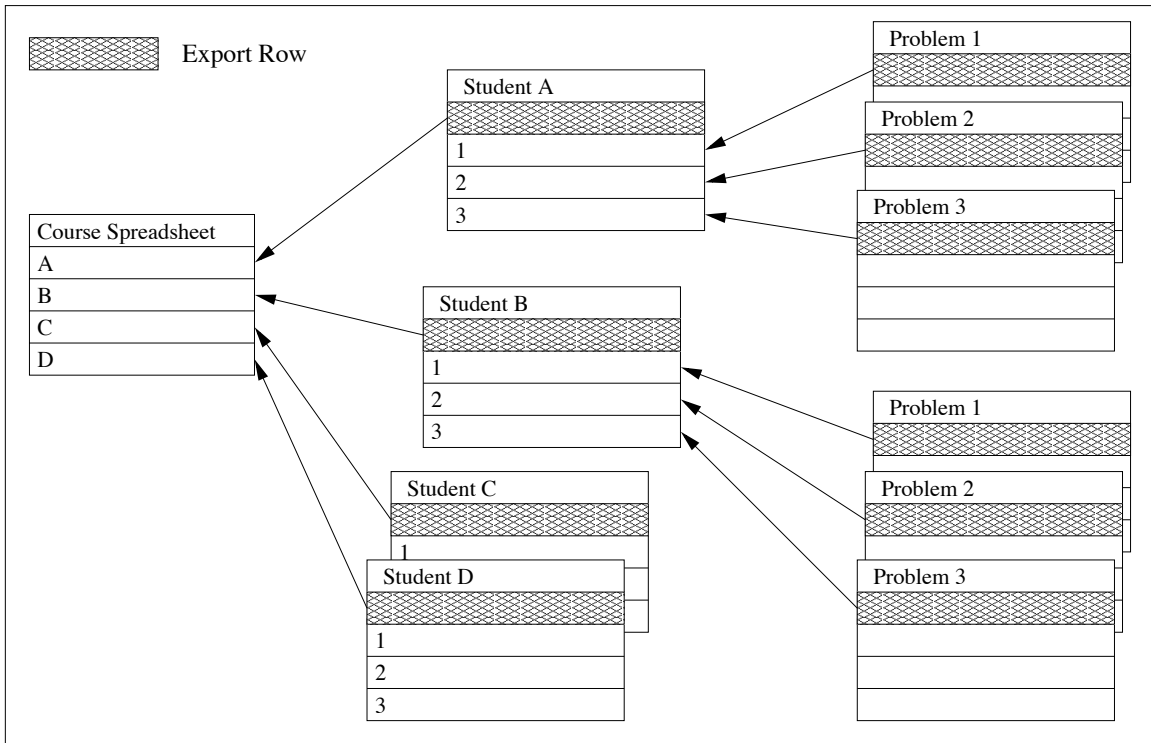 Export Row
Course Spreadsheet
A
B
C
D
Student A
1
2
3
Student B
1
2
3
Student C
1
Student D
1
2
3
Problem 1
Problem 2
Problem 3
Problem 1
Problem 2
Problem 3